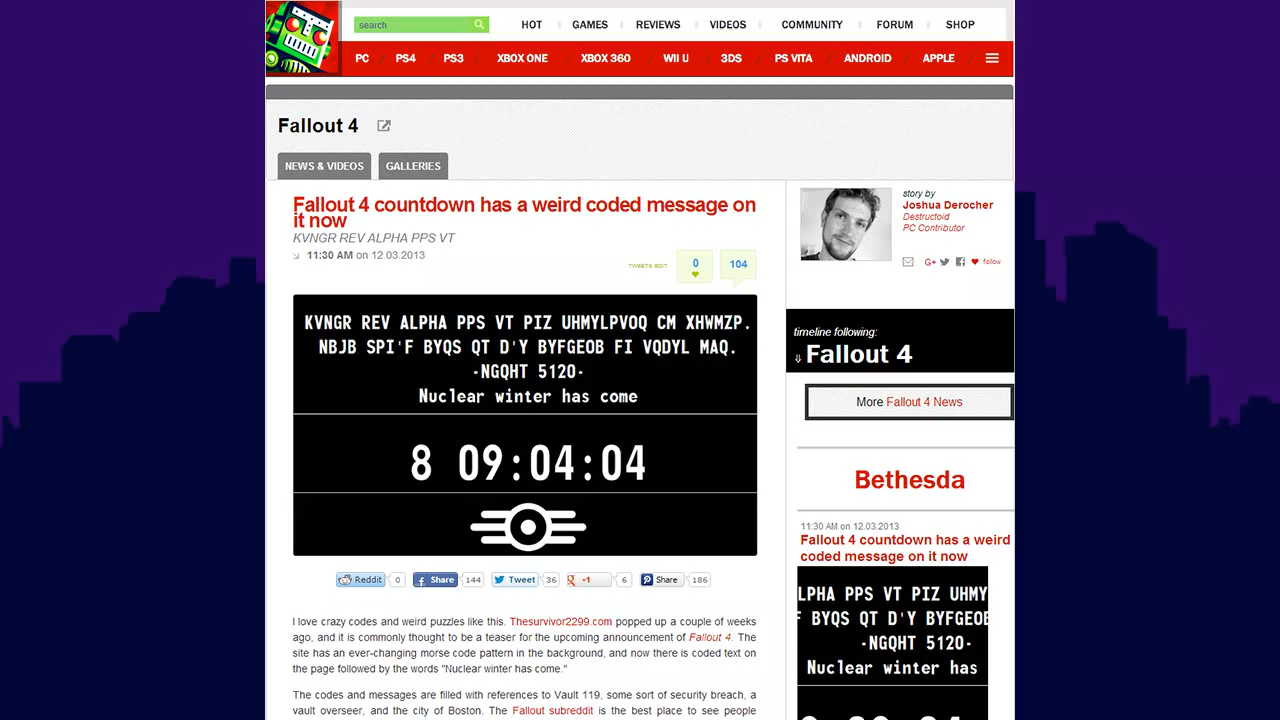 search
HOT GAMES REVIEWS VIDEOS COMMUNITY FORUM SHOP
PC PS4 PS3 XBOX ONE XBOX 360 WII U 3DS PS VITA ANDROID APPLE
Fallout 4
NEWS & VIDEOS GALLERIES
Fallout 4 countdown has a weird coded message on
it now
KVNGR REV ALPHA PPS VT
11:30 AM on 12.03.2013
TWEETS EDIT 0 104
KVNGR REV ALPHA PPS VT PIZ UHMYLPVOQ CM XHWMZP.
NBJB SPI'F BYQS QT D'Y BYFGEOB FI VQDYL MAQ.
-NGQHT 5120-
Nuclear winter has come
8 09:04:04
Reddit 0 Share 144 Tweet 36 +1 6 Share 186
I love crazy codes and weird puzzles like this. Thesurvivor2299.com popped up a couple of weeks
ago, and it is commonly thought to be a teaser for the upcoming announcement of Fallout 4. The
site has an ever-changing morse code pattern in the background, and now there is coded text on
the page followed by the words "Nuclear winter has come."
The codes and messages are filled with references to Vault 119, some sort of security breach, a
vault overseer, and the city of Boston. The Fallout subreddit is the best place to see people
story by
Joshua Derocher
Destructoid
PC Contributor
G+ follow
timeline following:
Fallout 4
More Fallout 4 News
Bethesda
11:30 AM on 12.03.2013
Fallout 4 countdown has a weird
coded message on it now
LPHA PPS VT PIZ UHMY
F BYQS QT D'Y BYFGEO
-NGQHT 5120-
Nuclear winter has